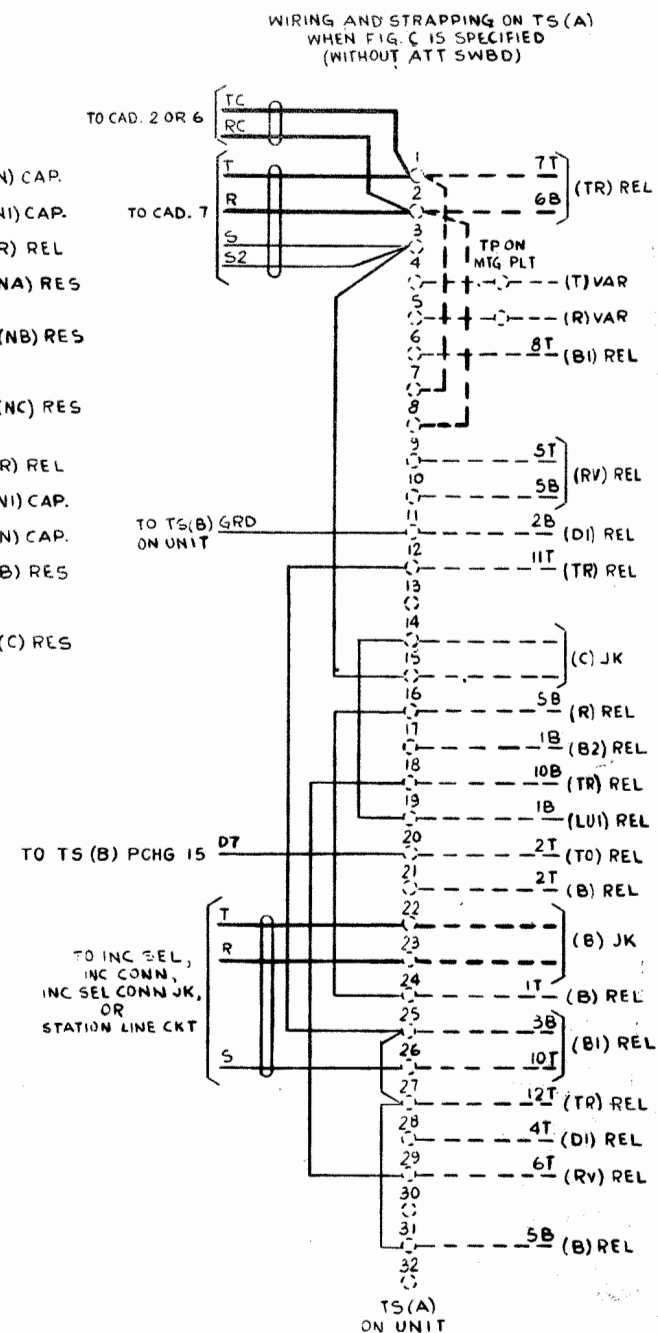 WIRING AND STRAPPING ON TS(A)
WHEN FIG. C IS SPECIFIED
(WITHOUT ATT SWBD)
TO CAD. 2 OR 6
TC
RC
TO CAD. 7
T
R
S
S2
N) CAP.
NI) CAP.
R) REL
NA) RES
(NB) RES
(NC) RES
R) REL
NI) CAP.
N) CAP.
B) RES
(C) RES
1
7T
2
6B
(TR) REL
3
TP ON
MTG PLT
4
(T) VAR
5
(R) VAR
6
8T
(B1) REL
7
8
9
5T
10
5B
(RV) REL
TO TS(B) GRD
ON UNIT
11
2B
(D1) REL
12
11T
(TR) REL
13
14
15
(C) JK
16
5B
(R) REL
17
1B
(B2) REL
18
10B
(TR) REL
19
1B
(LU1) REL
TO TS (B) PCHG 15
D7
20
2T
(TO) REL
21
2T
(B) REL
TO INC SEL,
INC CONN,
INC SEL CONN JK,
OR
STATION LINE CKT
T
R
S
22
23
(B) JK
24
1T
(B) REL
25
3B
26
10T
(B1) REL
27
12T
(TR) REL
28
4T
(D1) REL
29
6T
(RV) REL
30
31
5B
(B) REL
32
TS(A)
ON UNIT